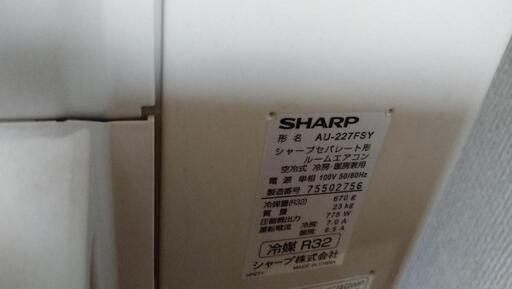 SHARP
形 名 AU-227FSY
シャープセパレート形
ルームエアコン
空冷式 冷房・暖房兼用
電 源 単相 100V 50/60Hz
製造番号 75502756
冷媒量(R32) 670 g
質 量 23 kg
圧縮機出力 775 W
運転電流 冷房: 7.0 A
暖房: 8.5 A
冷媒 R32
シャープ株式会社
MADE IN CHINA